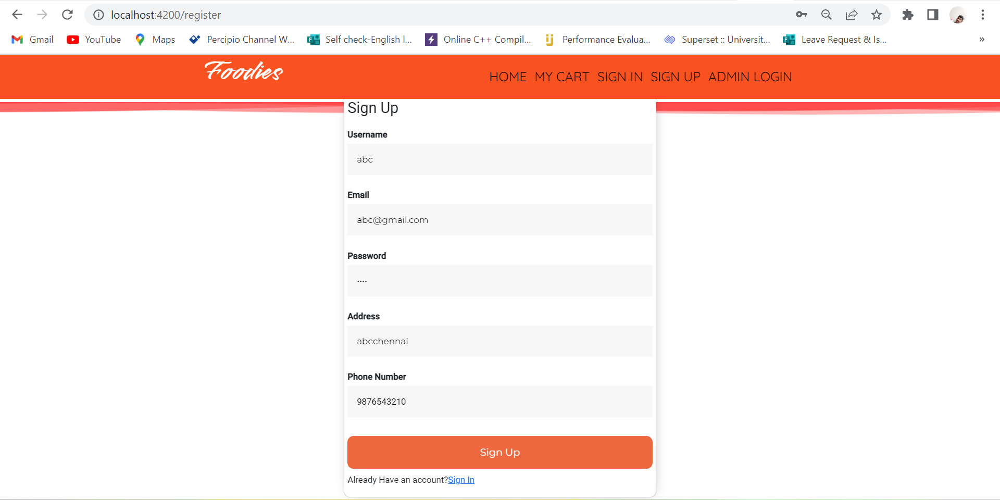 localhost:4200/register
Gmail YouTube Maps Percipio Channel W... Self check-English l... Online C++ Compil... Performance Evalua... Superset :: Universit... Leave Request & Is... »
Foodies
HOME MY CART SIGN IN SIGN UP ADMIN LOGIN
Sign Up
Username
abc
Email
abc@gmail.com
Password
....
Address
abcchennai
Phone Number
9876543210
Sign Up
Already Have an account?Sign In